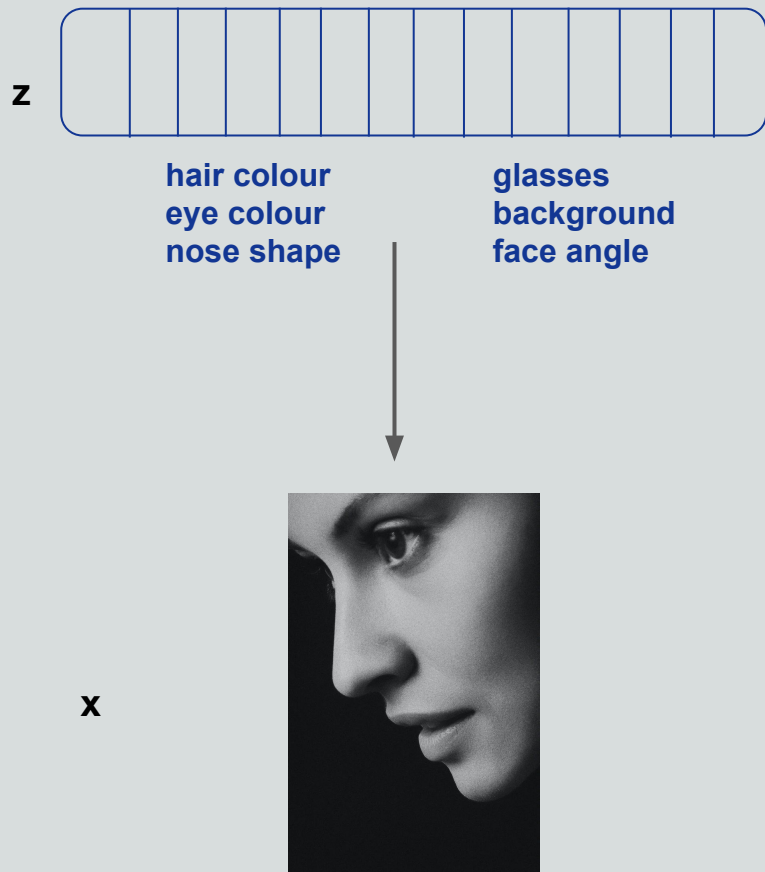 z
hair colour
eye colour
nose shape
glasses
background
face angle
x